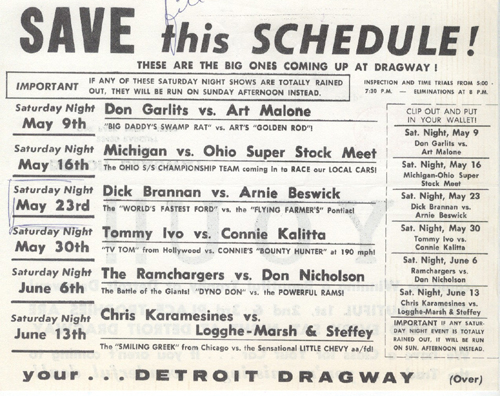 SAVE this SCHEDULE!
THESE ARE THE BIG ONES COMING UP AT DRAGWAY!
IMPORTANT
IF ANY OF THESE SATURDAY NIGHT SHOWS ARE TOTALLY RAINED
OUT, THEY WILL BE RUN ON SUNDAY AFTERNOON INSTEAD.
INSPECTION AND TIME TRIALS FROM 5:00 -
7:30 P.M. — ELIMINATIONS AT 8 P.M.
Saturday Night
May 9th
Don Garlits vs. Art Malone
"BIG DADDY'S SWAMP RAT" vs. ART'S "GOLDEN ROD"!
Saturday Night
May 16th
Michigan vs. Ohio Super Stock Meet
The OHIO S/S CHAMPIONSHIP TEAM coming in to RACE our LOCAL CARS!
Saturday Night
May 23rd
Dick Brannan vs. Arnie Beswick
The "WORLD'S FASTEST FORD" vs. the "FLYING FARMER'S" Pontiac!
Saturday Night
May 30th
Tommy Ivo vs. Connie Kalitta
"TV TOM" from Hollywood vs. CONNIE'S "BOUNTY HUNTER" at 190 mph!
Saturday Night
June 6th
The Ramchargers vs. Don Nicholson
The Battle of the Giants! "DYNO DON" vs. the POWERFUL RAMS!
Saturday Night
June 13th
Chris Karamesines vs.
Logghe-Marsh & Steffey
The "SMILING GREEK" from Chicago vs. the Sensational LITTLE CHEVY aa/fd!
CLIP OUT AND PUT
IN YOUR WALLET!
Sat. Night, May 9
Don Garlits vs.
Art Malone
Sat. Night, May 16
Michigan-Ohio Super
Stock Meet
Sat. Night, May 23
Dick Brannan vs.
Arnie Beswick
Sat. Night, May 30
Tommy Ivo vs.
Connie Kalitta
Sat. Night, June 6
Ramchargers vs.
Don Nicholson
Sat. Night, June 13
Chris Karamesines vs.
Logghe-Marsh & Steffey
IMPORTANT IF ANY SATUR-
DAY NIGHT EVENT IS TOTALLY
RAINED OUT, IT WILL BE RUN
ON SUN. AFTERNOON INSTEAD.
your... DETROIT DRAGWAY (Over)